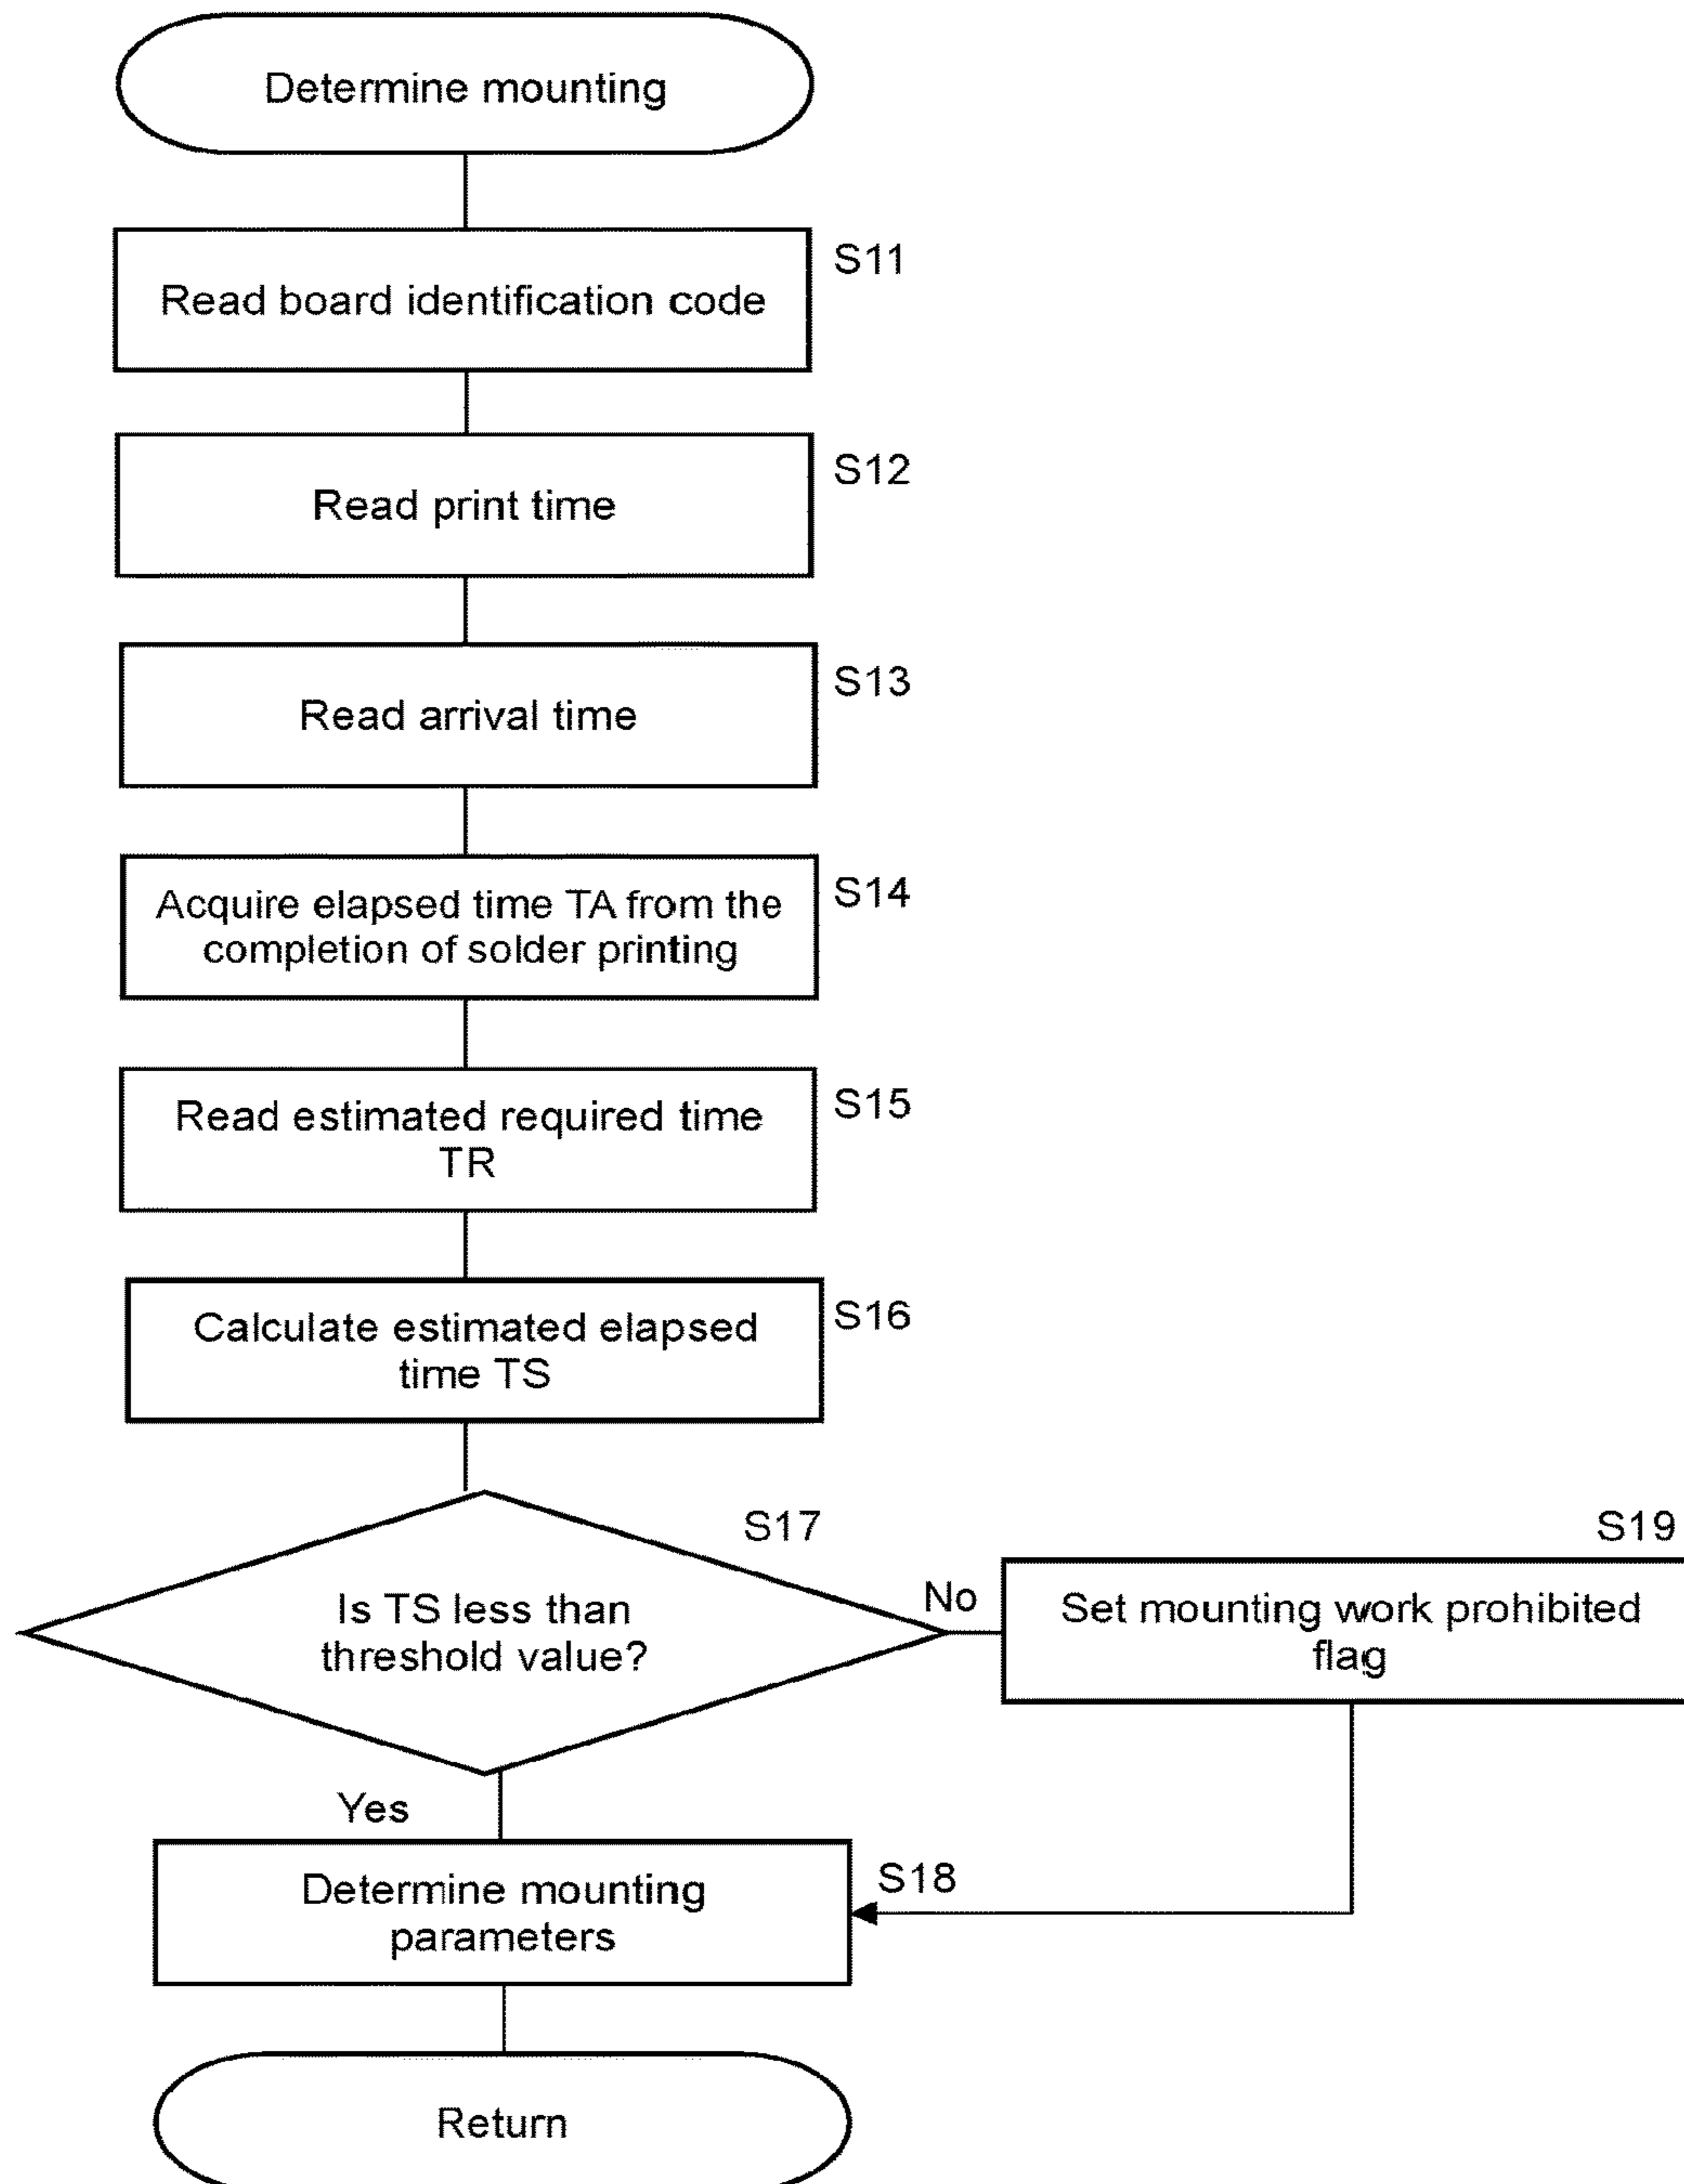 Determine mounting
S11
Read board identification code
S12
Read print time
S13
Read arrival time
S14
Acquire elapsed time TA from the
completion of solder printing
S15
Read estimated required time
TR
S16
Calculate estimated elapsed
time TS
S17
Is TS less than
threshold value?
No
S19
Set mounting work prohibited
flag
Yes
S18
Determine mounting
parameters
Return